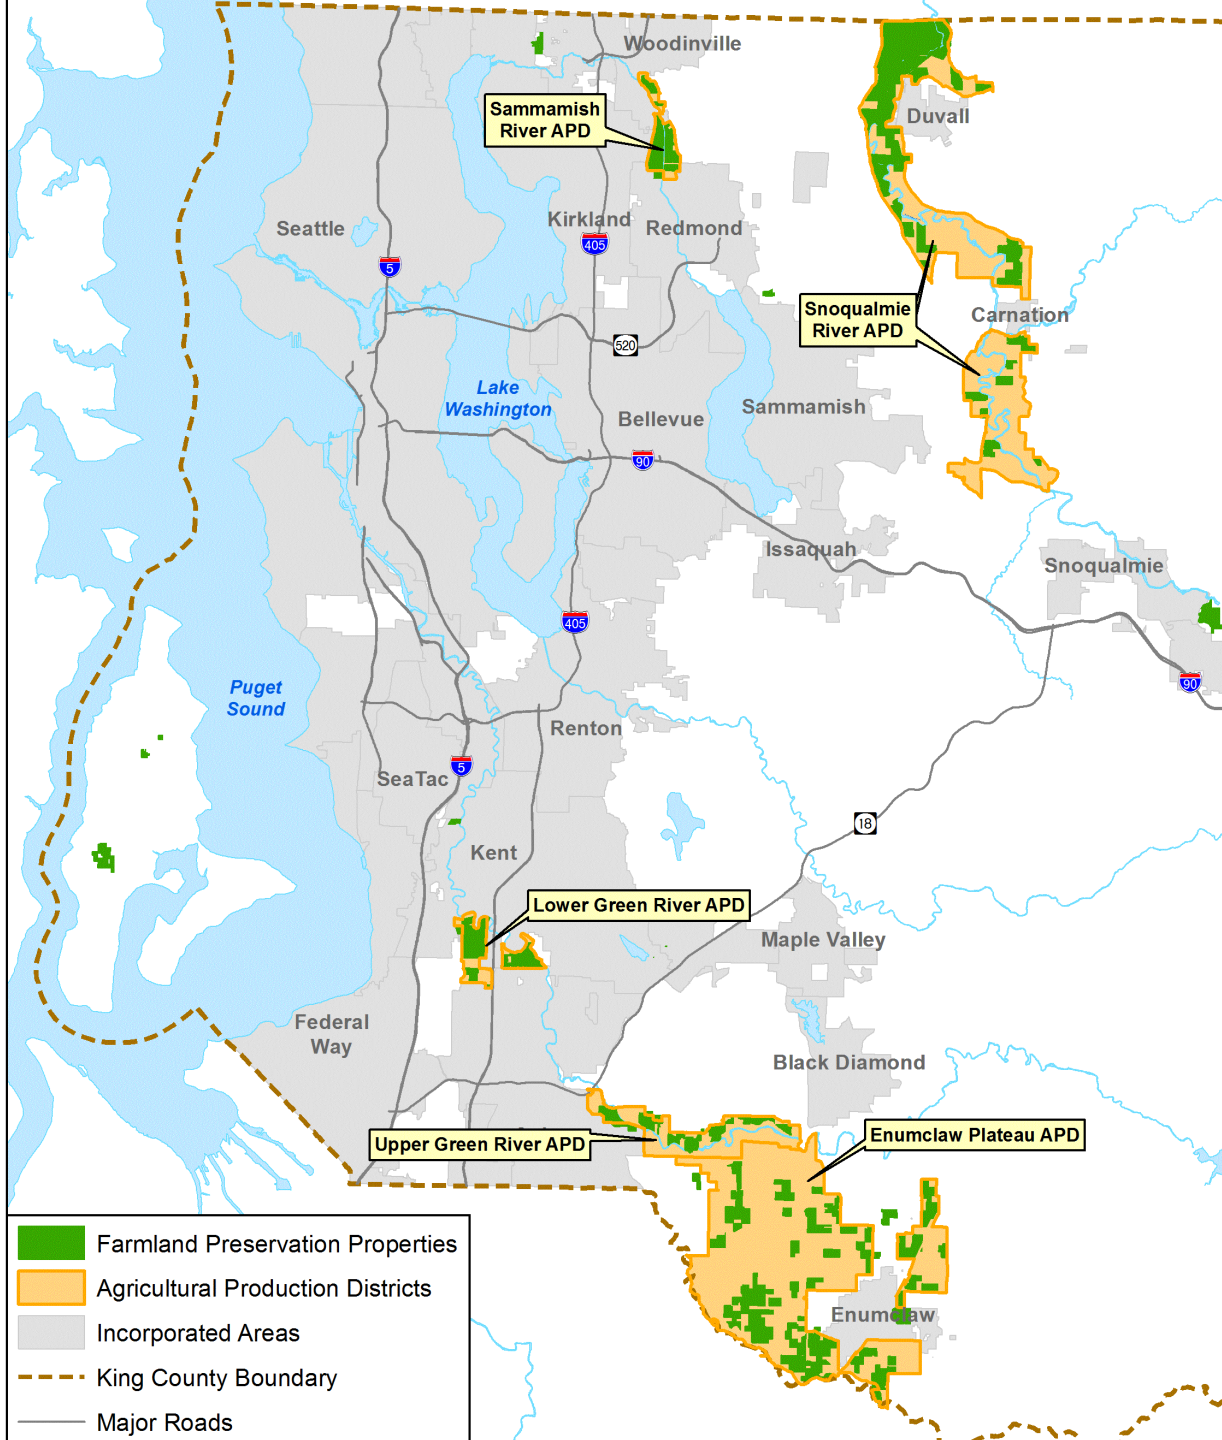 Woodinville
Sammamish
River APD
Duvall
Seattle
Kirkland
Redmond
405
5
Snoqualmie
River APD
Carnation
520
Lake
Washington
Sammamish
Bellevue
90
Issaquah
Snoqualmie
405
90
Puget
Sound
Renton
5
SeaTac
18
Kent
Lower Green River APD
Maple Valley
Federal
Way
Black Diamond
Upper Green River APD
Enumclaw Plateau APD
Enumclaw
Farmland Preservation Properties
Agricultural Production Districts
Incorporated Areas
King County Boundary
Major Roads